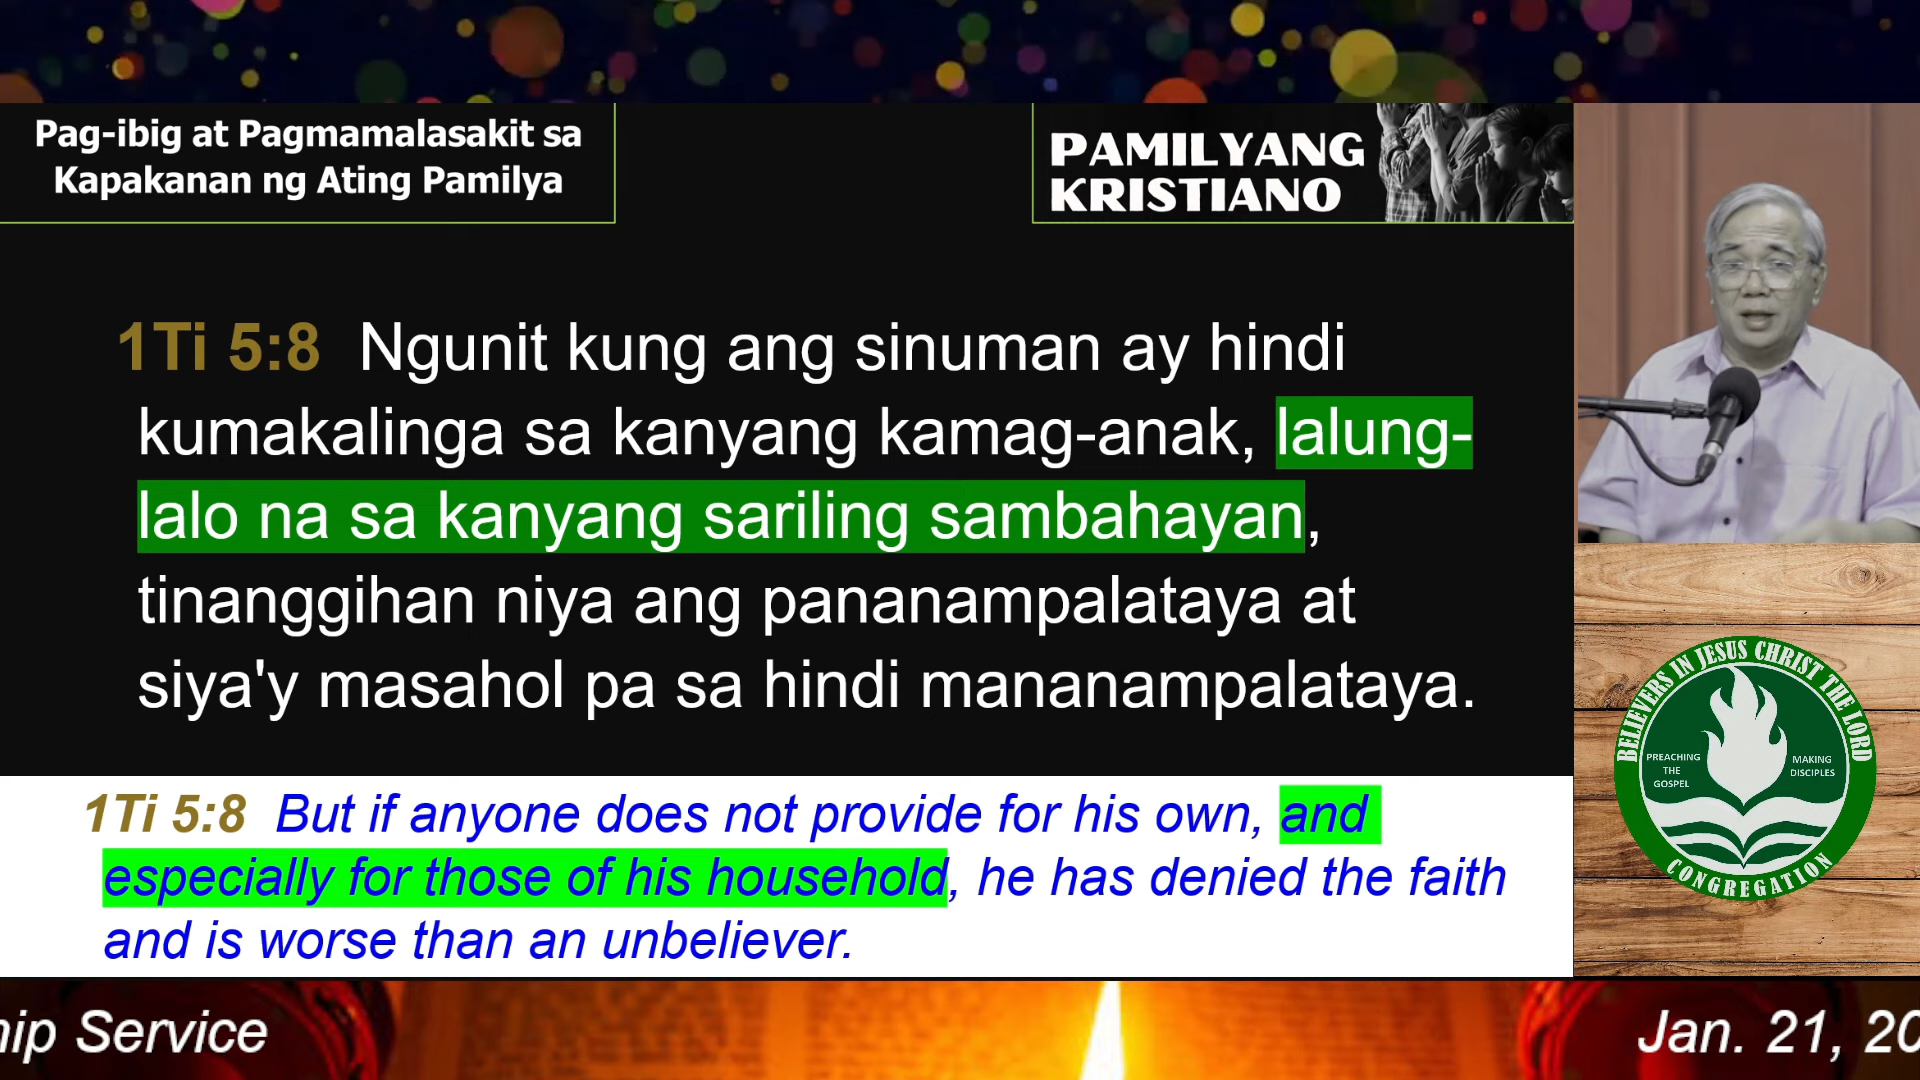 Pag-ibig at Pagmamalasakit sa
Kapakanan ng Ating Pamilya
PAMILYANG
KRISTIANO
1Ti 5:8 Ngunit kung ang sinuman ay hindi
kumakalinga sa kanyang kamag-anak, lalung-
lalo na sa kanyang sariling sambahayan,
tinanggihan niya ang pananampalataya at
siya'y masahol pa sa hindi mananampalataya.
1Ti 5:8 But if anyone does not provide for his own, and
especially for those of his household, he has denied the faith
and is worse than an unbeliever.
BELIEVERS IN JESUS CHRIST THE LORD
PREACHING
THE
GOSPEL
MAKING
DISCIPLES
CONGREGATION
Service
Jan. 21,